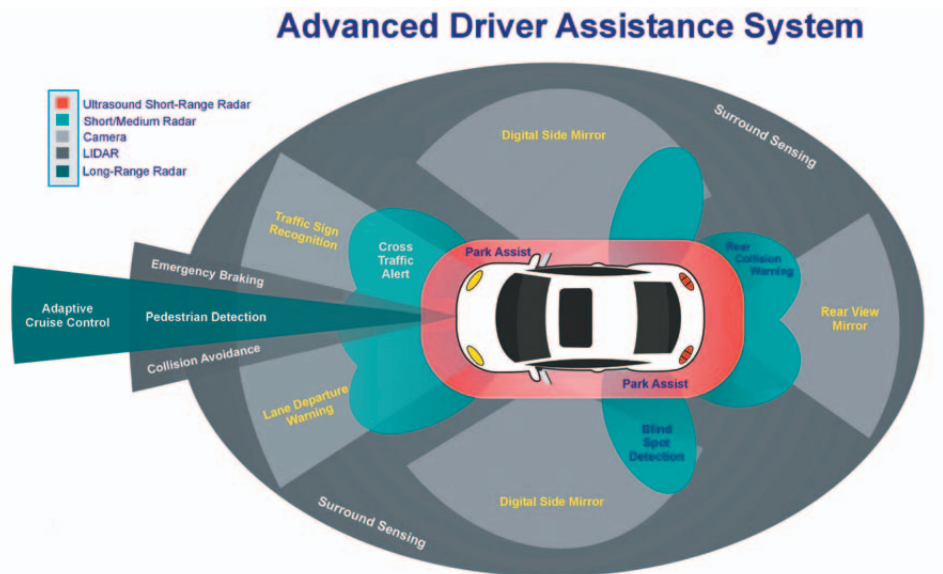 Advanced Driver Assistance System
Ultrasound Short-Range Radar
Short/Medium Radar
Camera
LIDAR
Long-Range Radar
Digital Side Mirror
Surround Sensing
Traffic Sign
Recognition
Cross
Traffic
Alert
Park Assist
Rear
Collision
Warning
Emergency Braking
Adaptive
Cruise Control
Pedestrian Detection
Rear View
Mirror
Collision Avoidance
Lane Departure
Warning
Park Assist
Blind
Spot
Detection
Digital Side Mirror
Surround Sensing